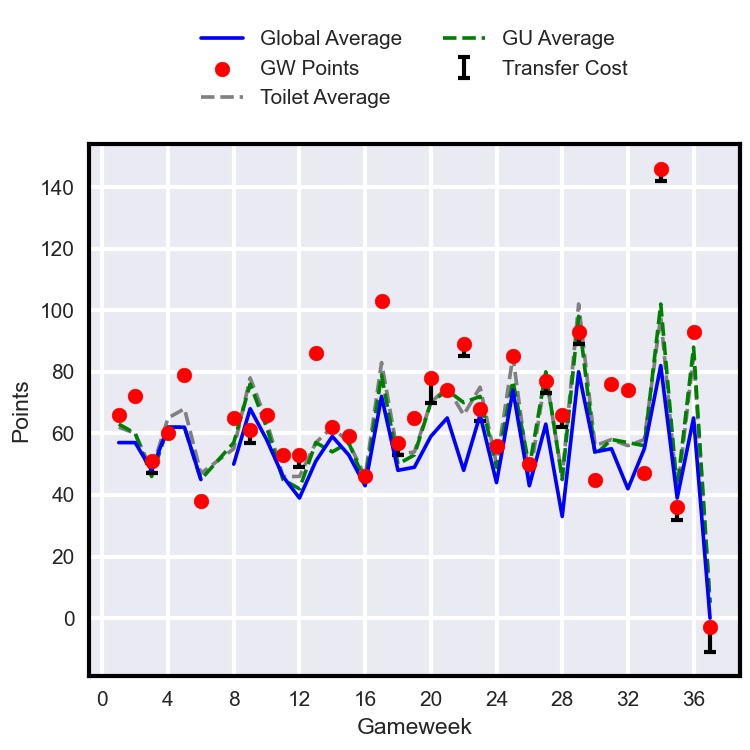 Global Average
GW Points
Toilet Average
GU Average
Transfer Cost
Points
140
120
100
80
60
40
20
0
0 4 8 12 16 20 24 28 32 36
Gameweek